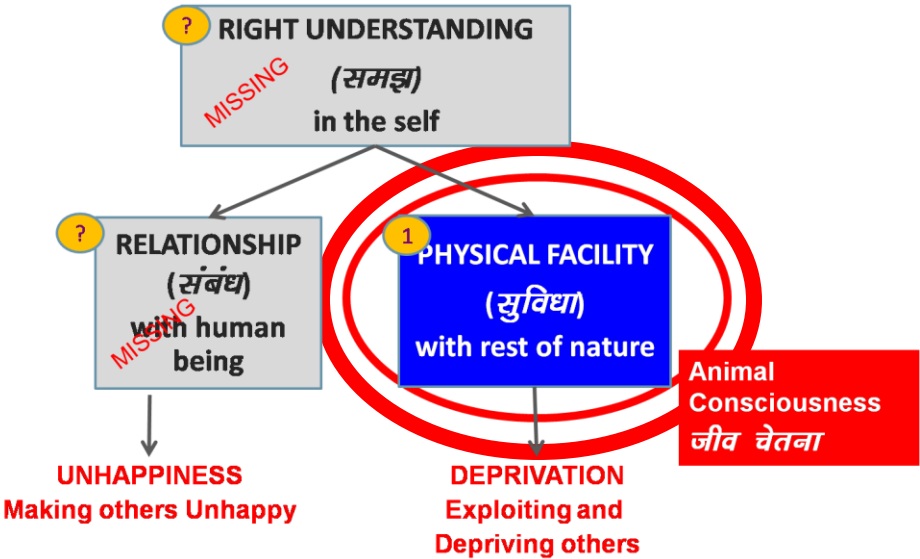 ?
RIGHT UNDERSTANDING
MISSING
(समझ)
in the self
?
RELATIONSHIP
(संबंध)
with human
MISSING
being
1
PHYSICAL FACILITY
(सुविधा)
with rest of nature
Animal
Consciousness
जीव चेतना
UNHAPPINESS
Making others Unhappy
DEPRIVATION
Exploiting and
Depriving others